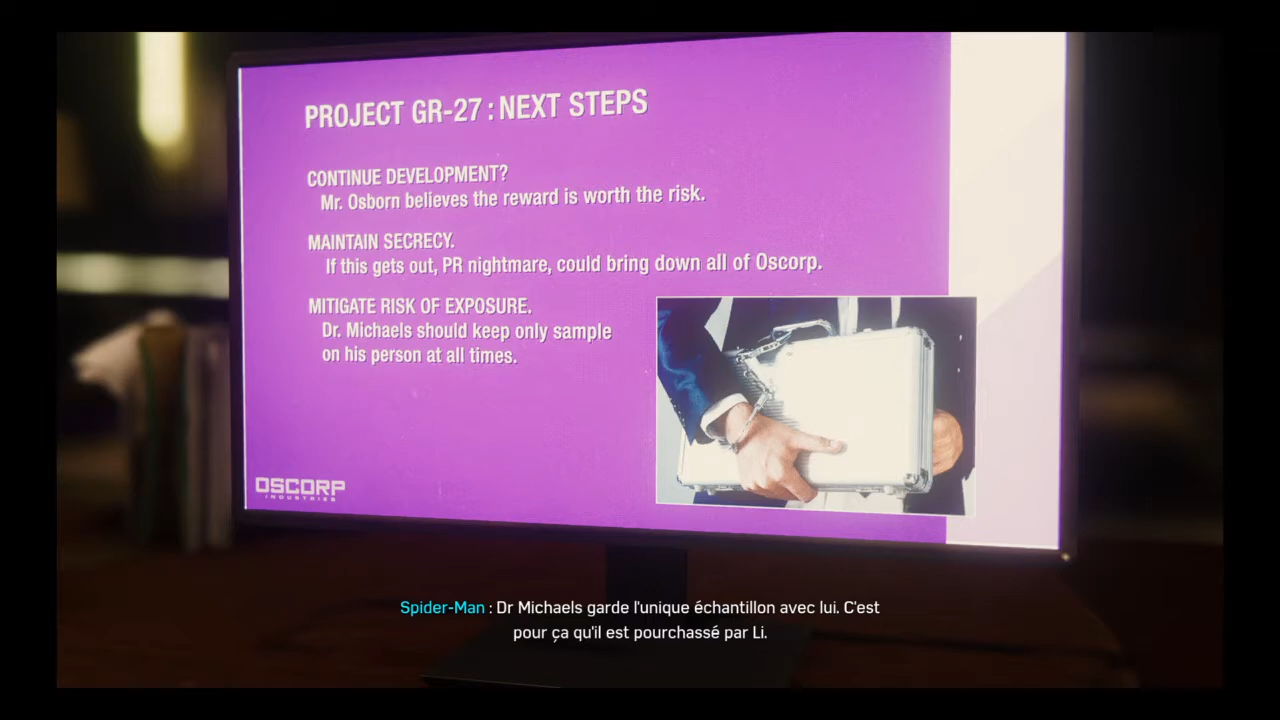 PROJECT GR-27 : NEXT STEPS
CONTINUE DEVELOPMENT?
Mr. Osborn believes the reward is worth the risk.
MAINTAIN SECRECY.
If this gets out, PR nightmare, could bring down all of Oscorp.
MITIGATE RISK OF EXPOSURE.
Dr. Michaels should keep only sample
on his person at all times.
OSCORP
INDUSTRIES
Spider-Man : Dr Michaels garde l'unique échantillon avec lui. C'est
pour ça qu'il est pourchassé par Li.